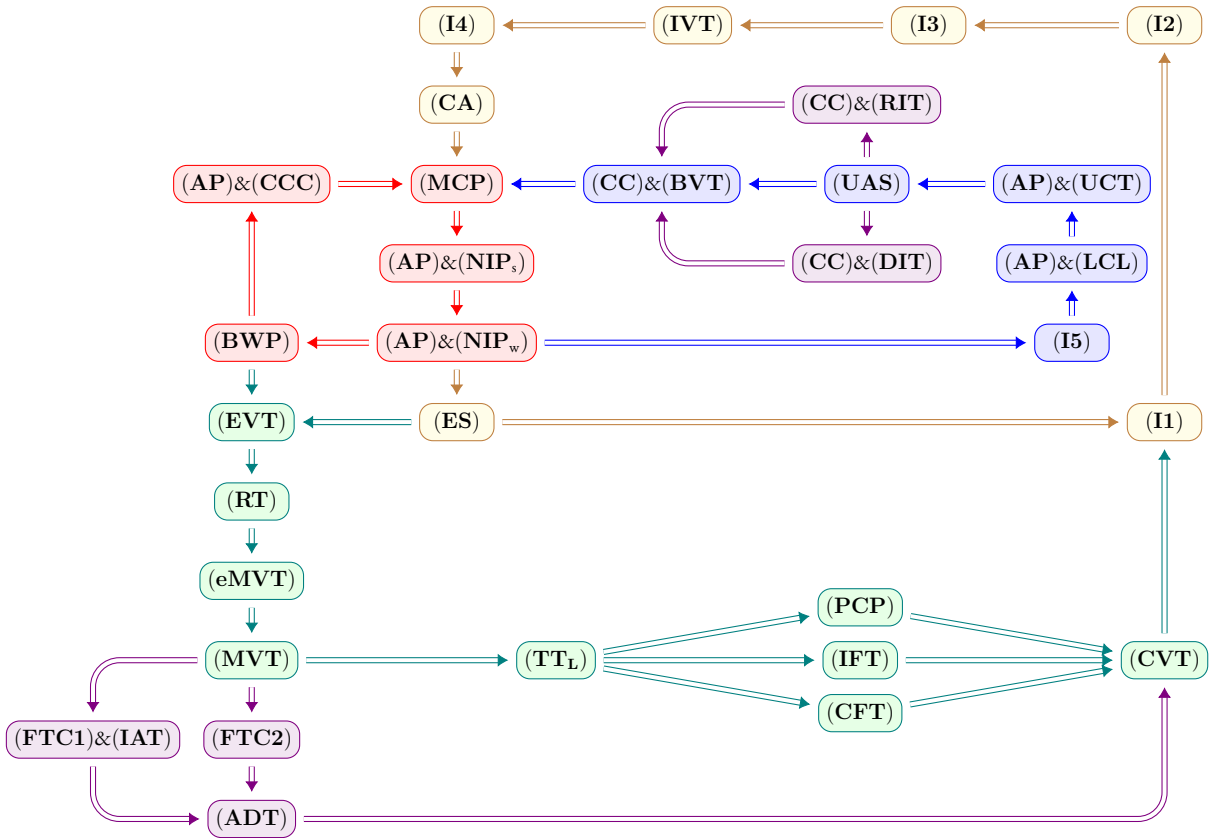 (I4) (IVT) (I3) (I2)
(CA) (CC)&(RIT)
(AP)&(CCC) (MCP) (CC)&(BVT) (UAS) (AP)&(UCT)
(AP)&(NIPs) (CC)&(DIT) (AP)&(LCL)
(BWP) (AP)&(NIPw) (I5)
(EVT) (ES) (I1)
(RT)
(eMVT)
(PCP)
(MVT) (TTL) (IFT) (CVT)
(CFT)
(FTC1)&(IAT) (FTC2)
(ADT)